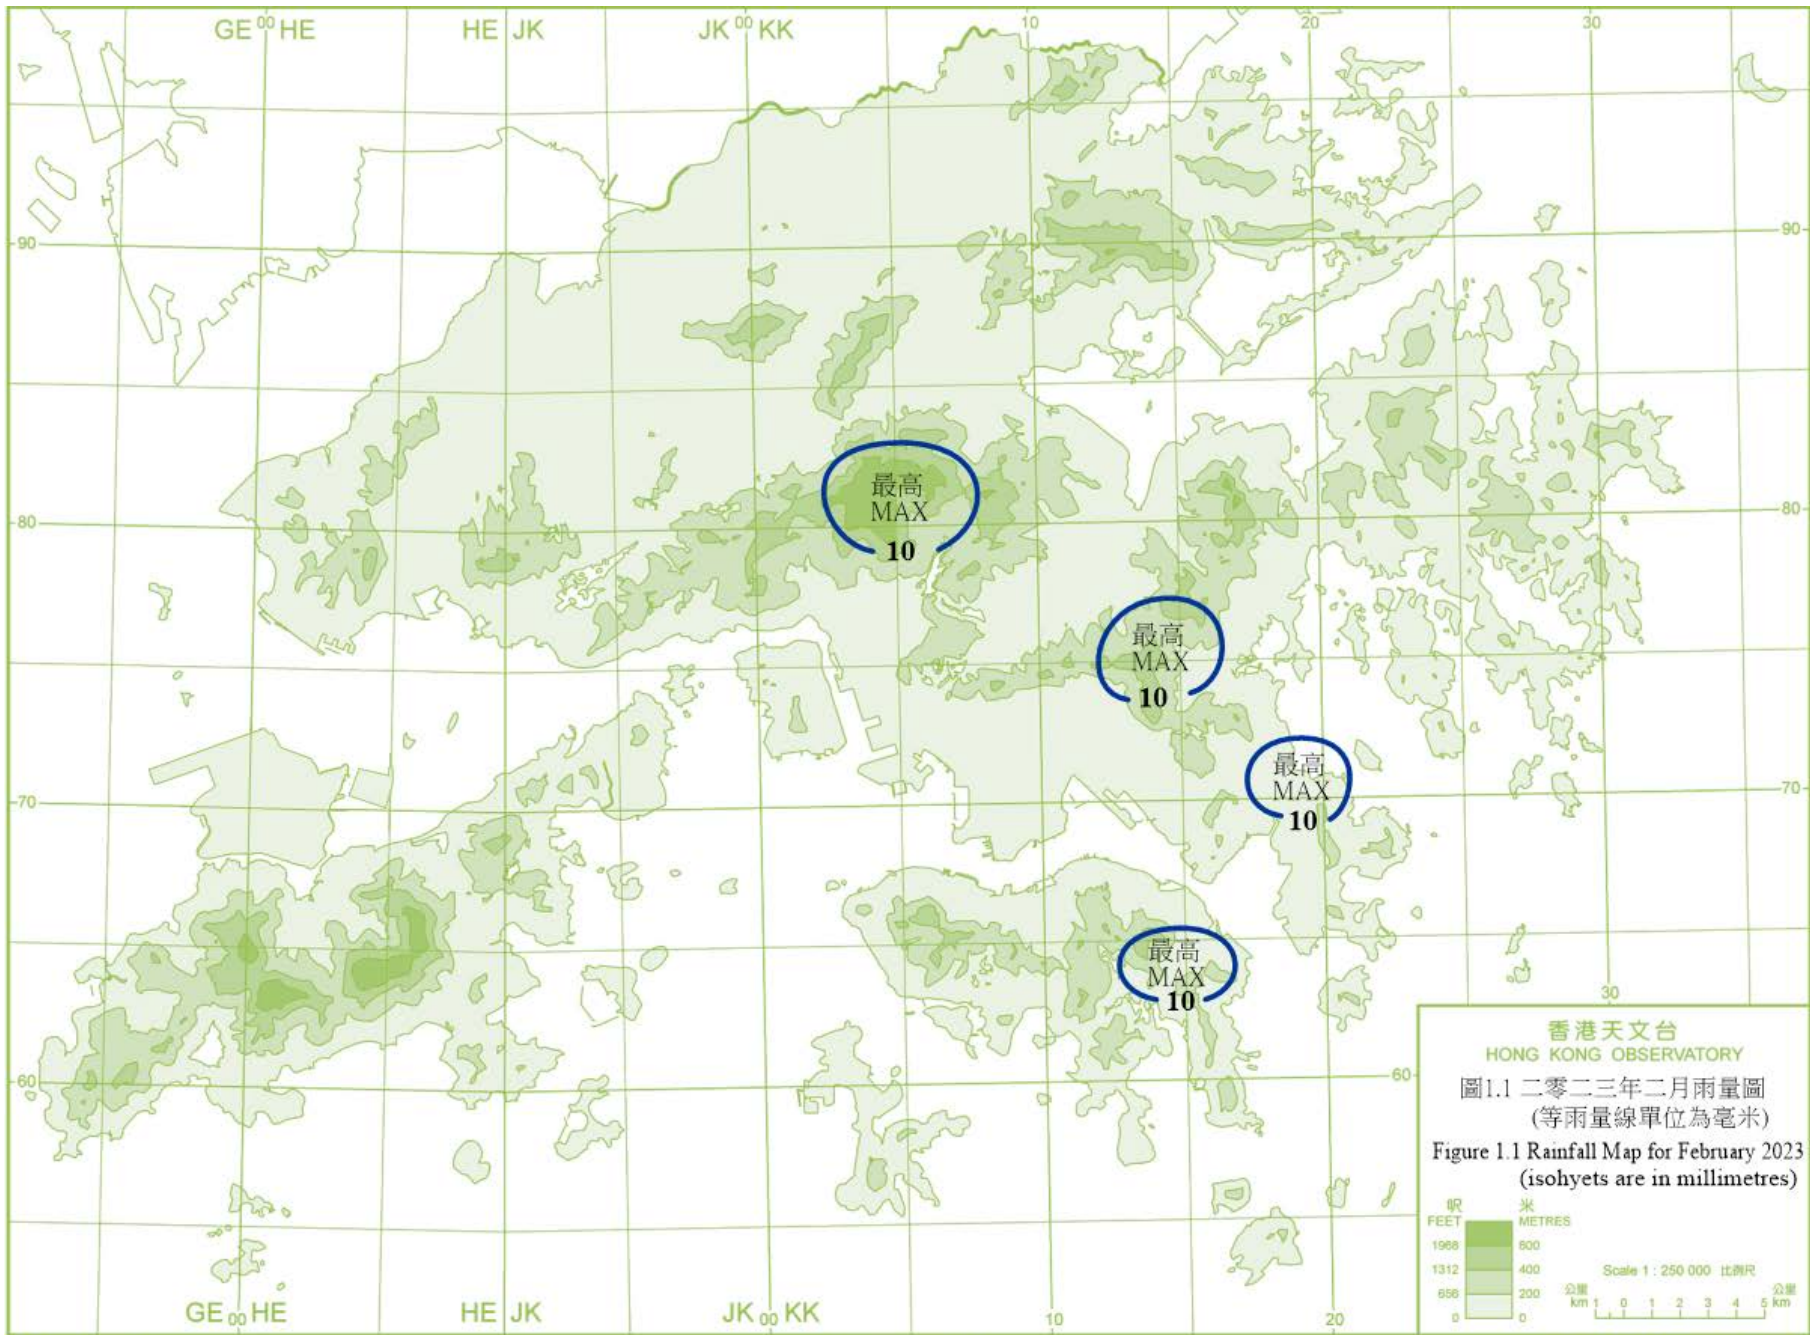 GE 00 HE
HE JK
JK 00 KK
10
20
30
90
90
最高
MAX
10
80
80
最高
MAX
10
最高
MAX
10
70
70
最高
MAX
10
30
60
60
香港天文台
HONG KONG OBSERVATORY
圖1.1 二零二三年二月雨量圖
(等雨量線單位為毫米)
Figure 1.1 Rainfall Map for February 2023
(isohyets are in millimetres)
呎 米
FEET METRES
1968 600
1312 400
656 200
0 0
Scale 1 : 250 000 比例尺
公里 公里
km 1 0 1 2 3 4 5 km
GE 00 HE
HE JK
JK 00 KK
10
20